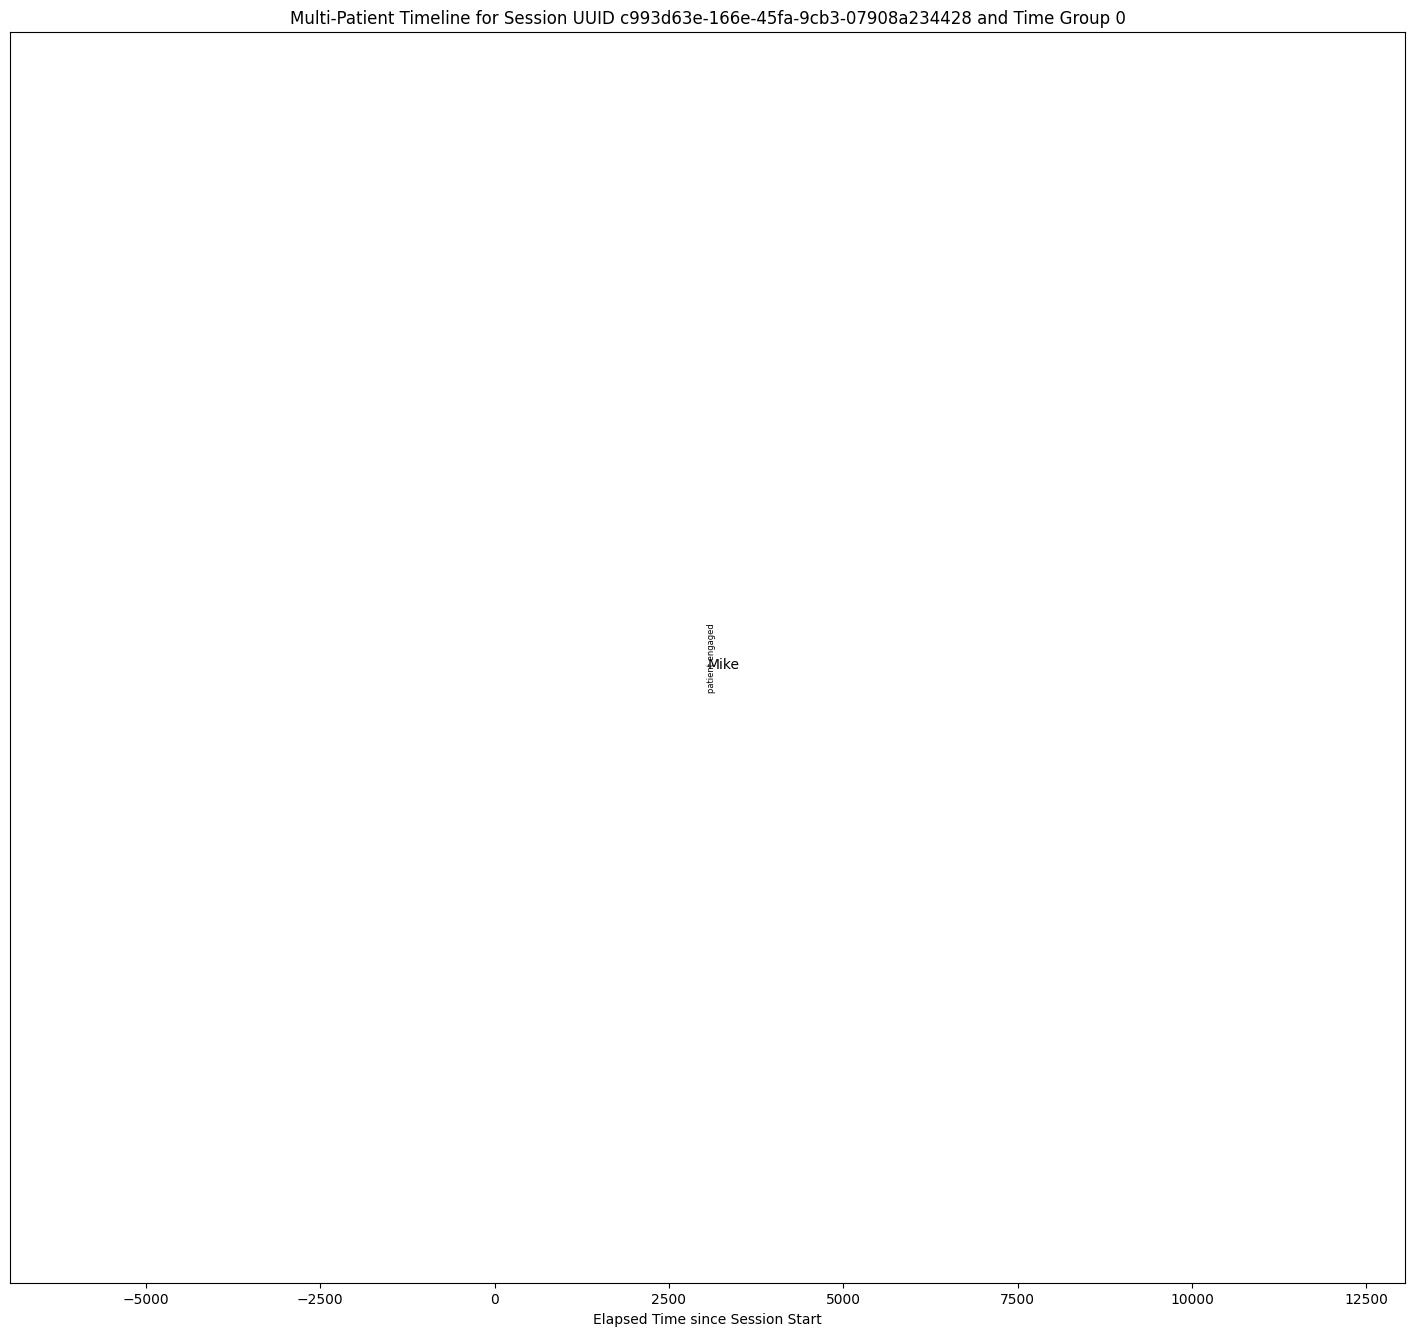 Multi-Patient Timeline for Session UUID c993d63e-166e-45fa-9cb3-07908a234428 and Time Group 0
patient engaged
Mike
−5000 −2500 0 2500 5000 7500 10000 12500
Elapsed Time since Session Start